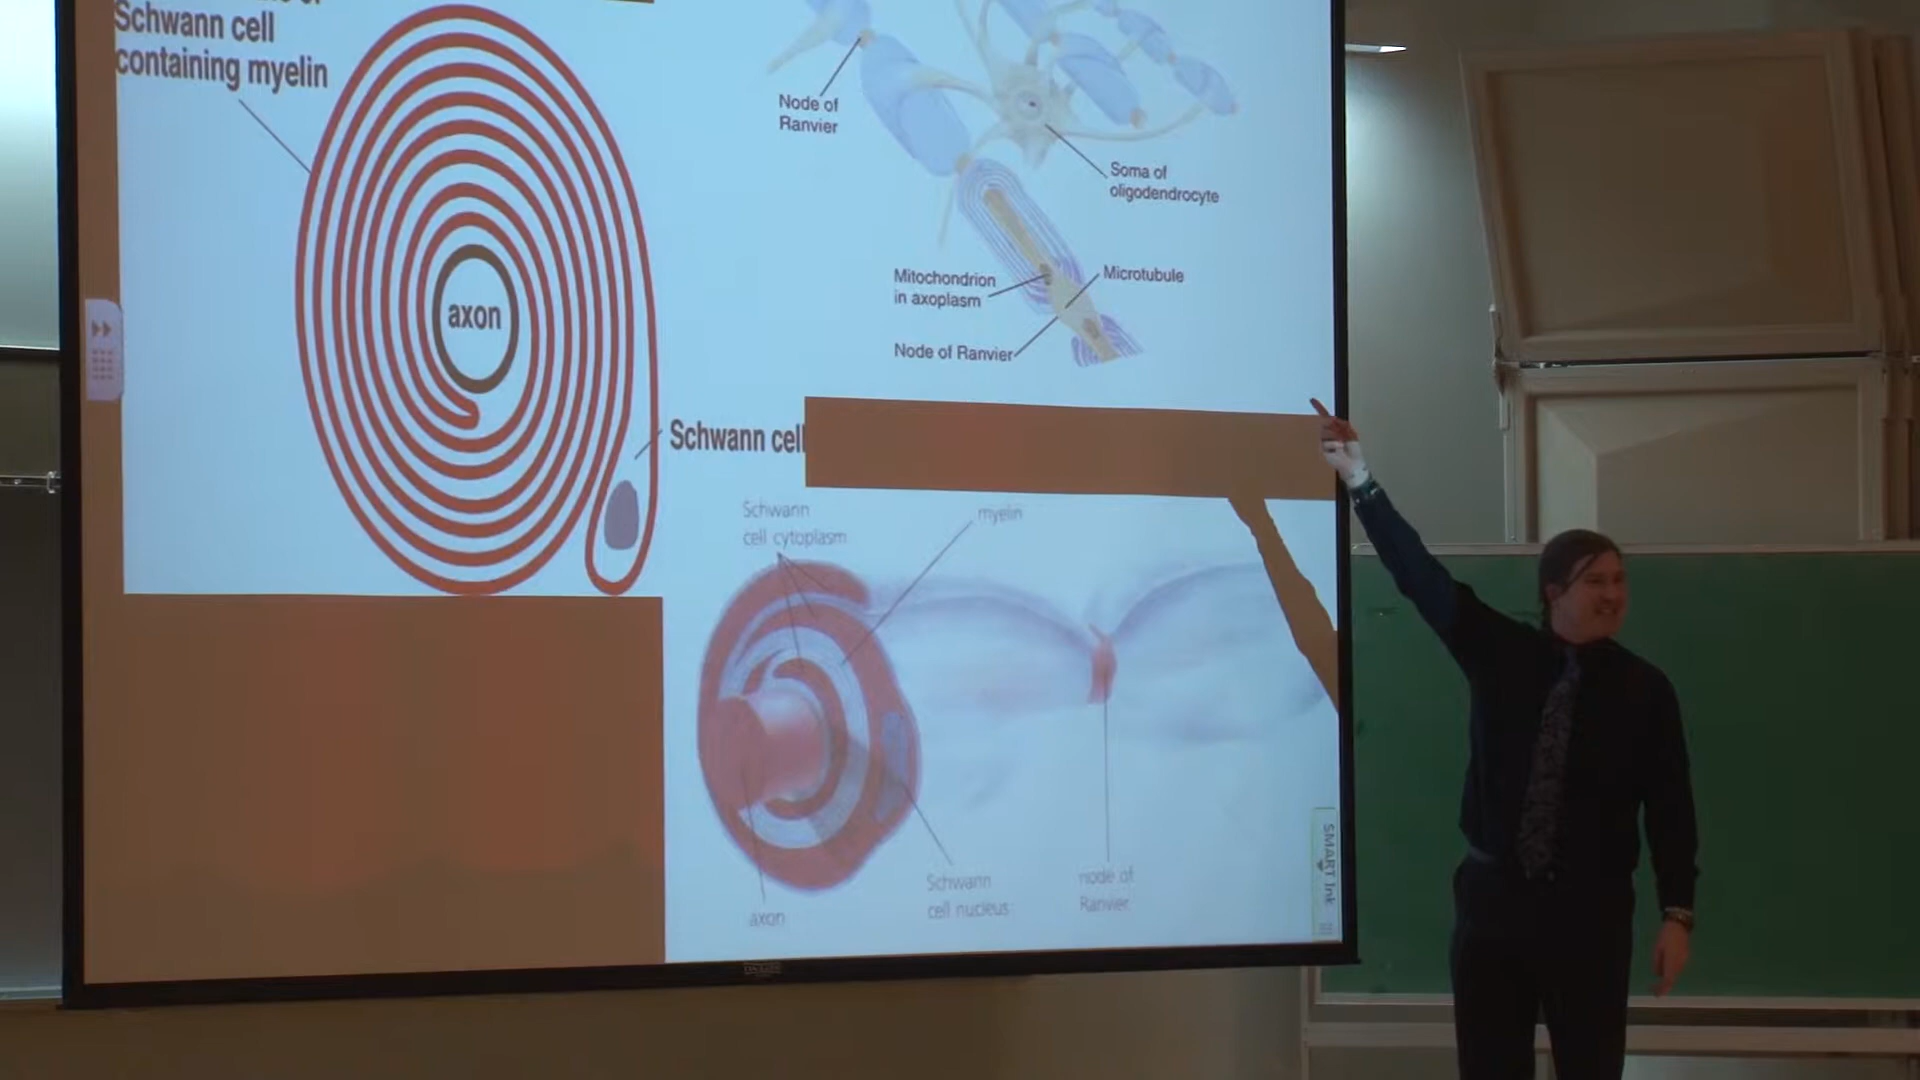 Schwann cell
containing myelin
axon
Schwann cell
Node of
Ranvier
Soma of
oligodendrocyte
Mitochondrion
in axoplasm
Microtubule
Node of Ranvier
Schwann
cell cytoplasm
myelin
axon
Schwann
cell nucleus
node of
Ranvier
SMART Ink